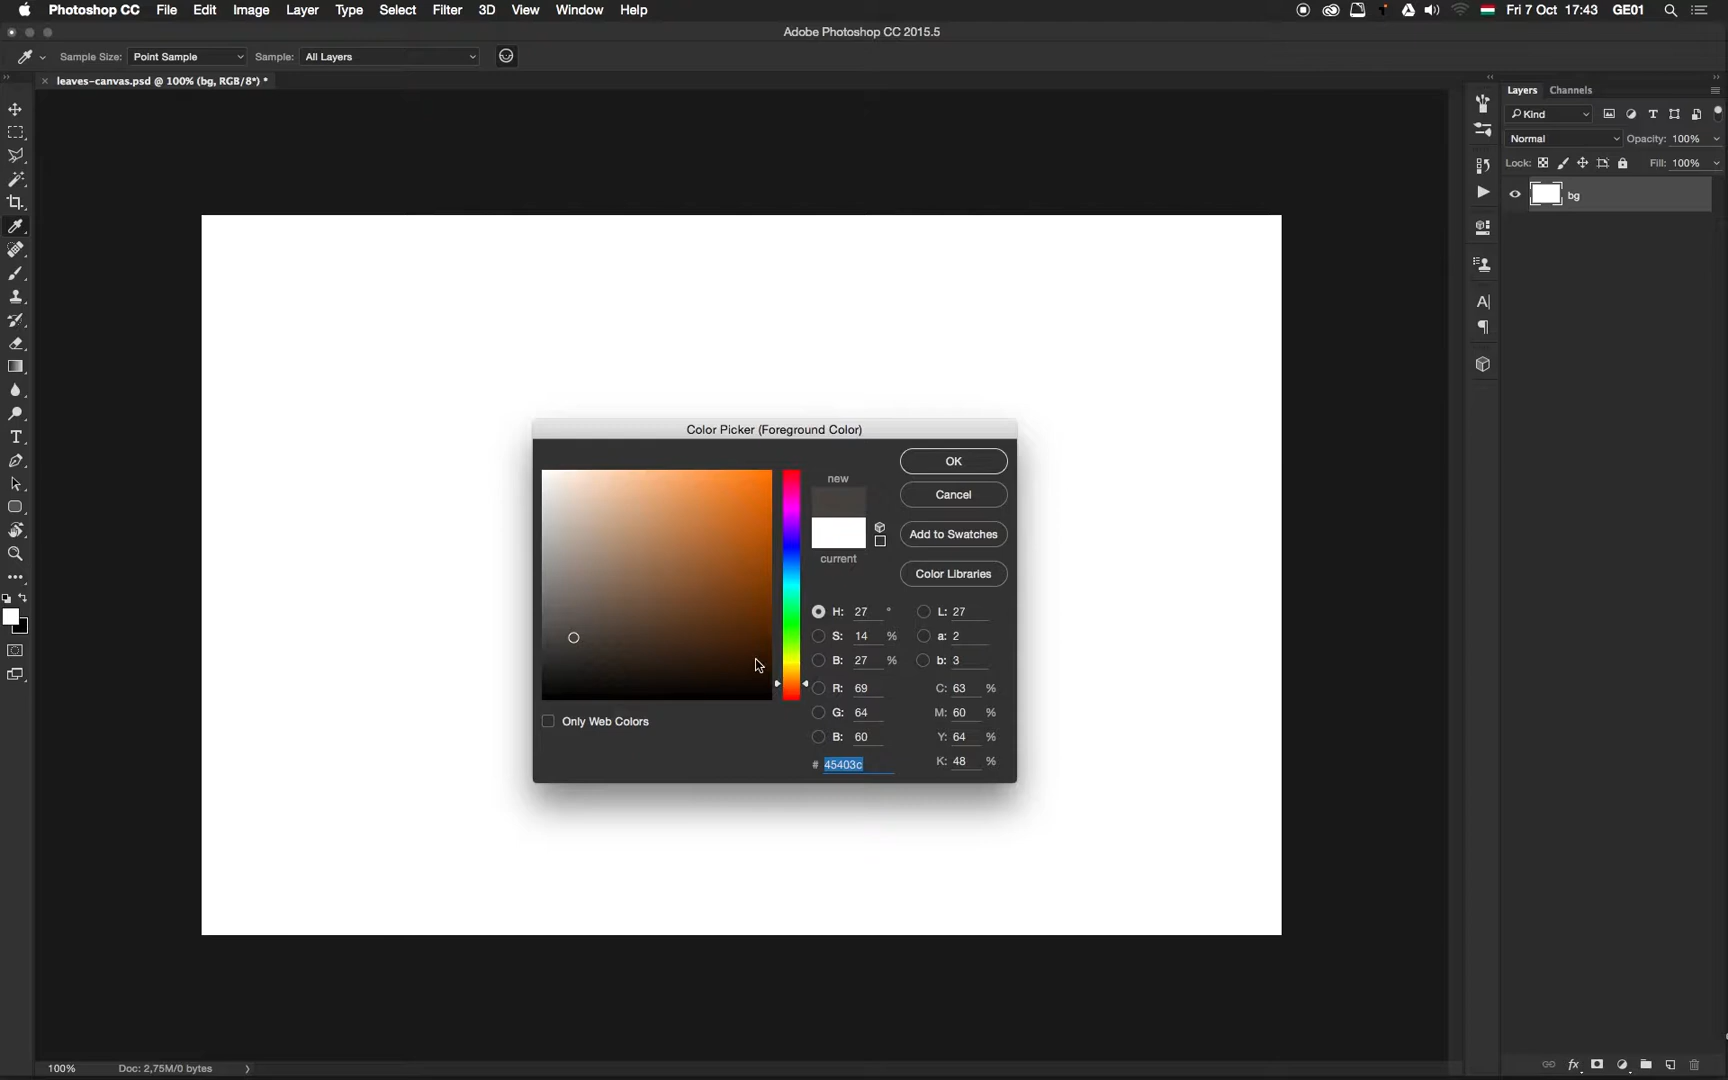 Photoshop CC File Edit Image Layer Type Select Filter 3D View Window Help Fri 7 Oct 17:43 GE01
Adobe Photoshop CC 2015.5
Sample Size: Point Sample Sample: All Layers
leaves-canvas.psd @ 100% (bg, RGB/8*) *
Layers Channels
Kind
Normal Opacity: 100%
Lock: Fill: 100%
bg
Color Picker (Foreground Color)
new
current
OK
Cancel
Add to Swatches
Color Libraries
H: 27 ° L: 27
S: 14 % a: 2
B: 27 % b: 3
R: 69 C: 63 %
G: 64 M: 60 %
B: 60 Y: 64 %
# 45403c K: 48 %
Only Web Colors
100% Doc: 2,75M/0 bytes